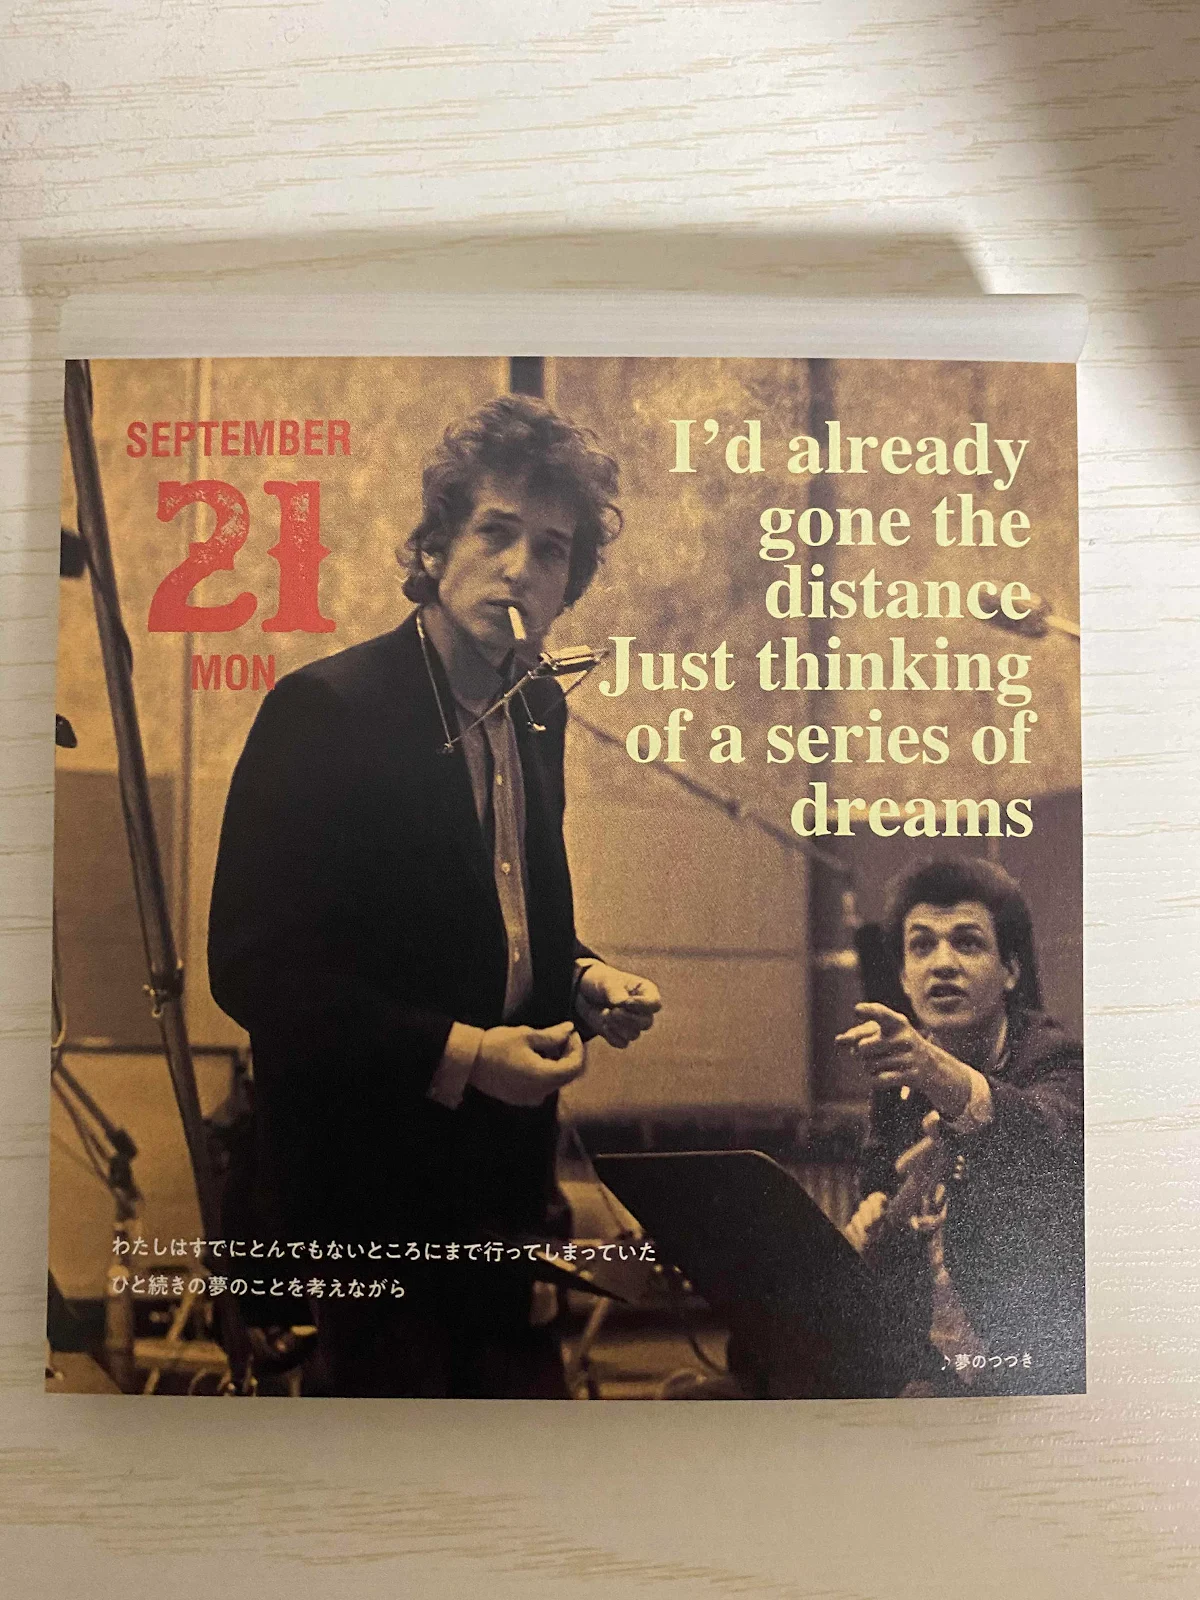 SEPTEMBER
21
MON
I’d already
gone the
distance
Just thinking
of a series of
dreams
わたしはすでにとんでもないところにまで行ってしまっていた
ひと続きの夢のことを考えながら
♪夢のつづき